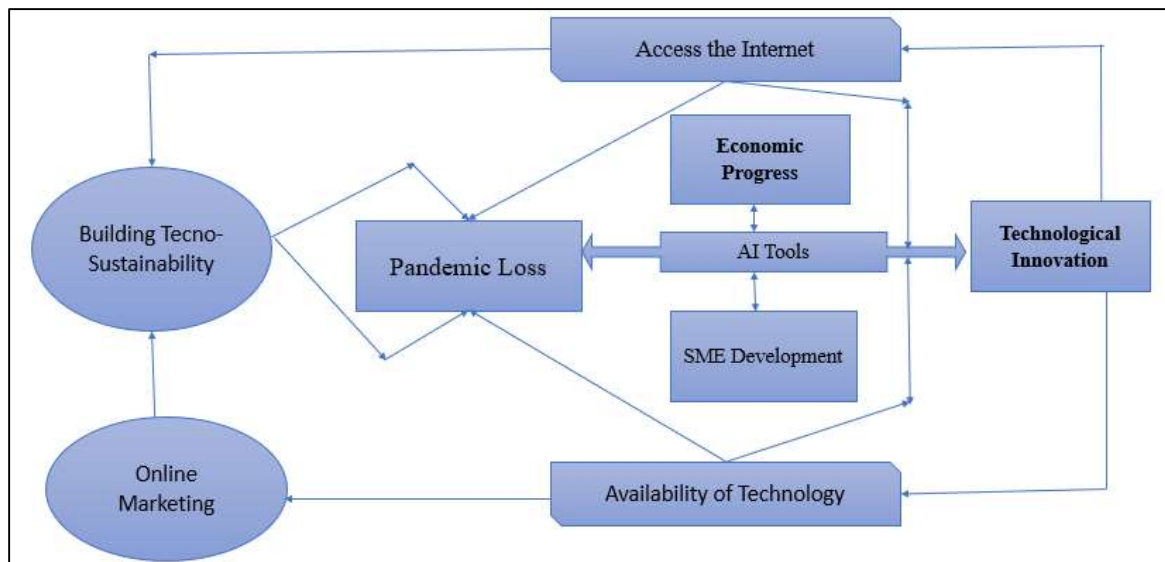 Access the Internet
Economic
Progress
Building Tecno-
Sustainability
Pandemic Loss
AI Tools
Technological
Innovation
SME Development
Online
Marketing
Availability of Technology